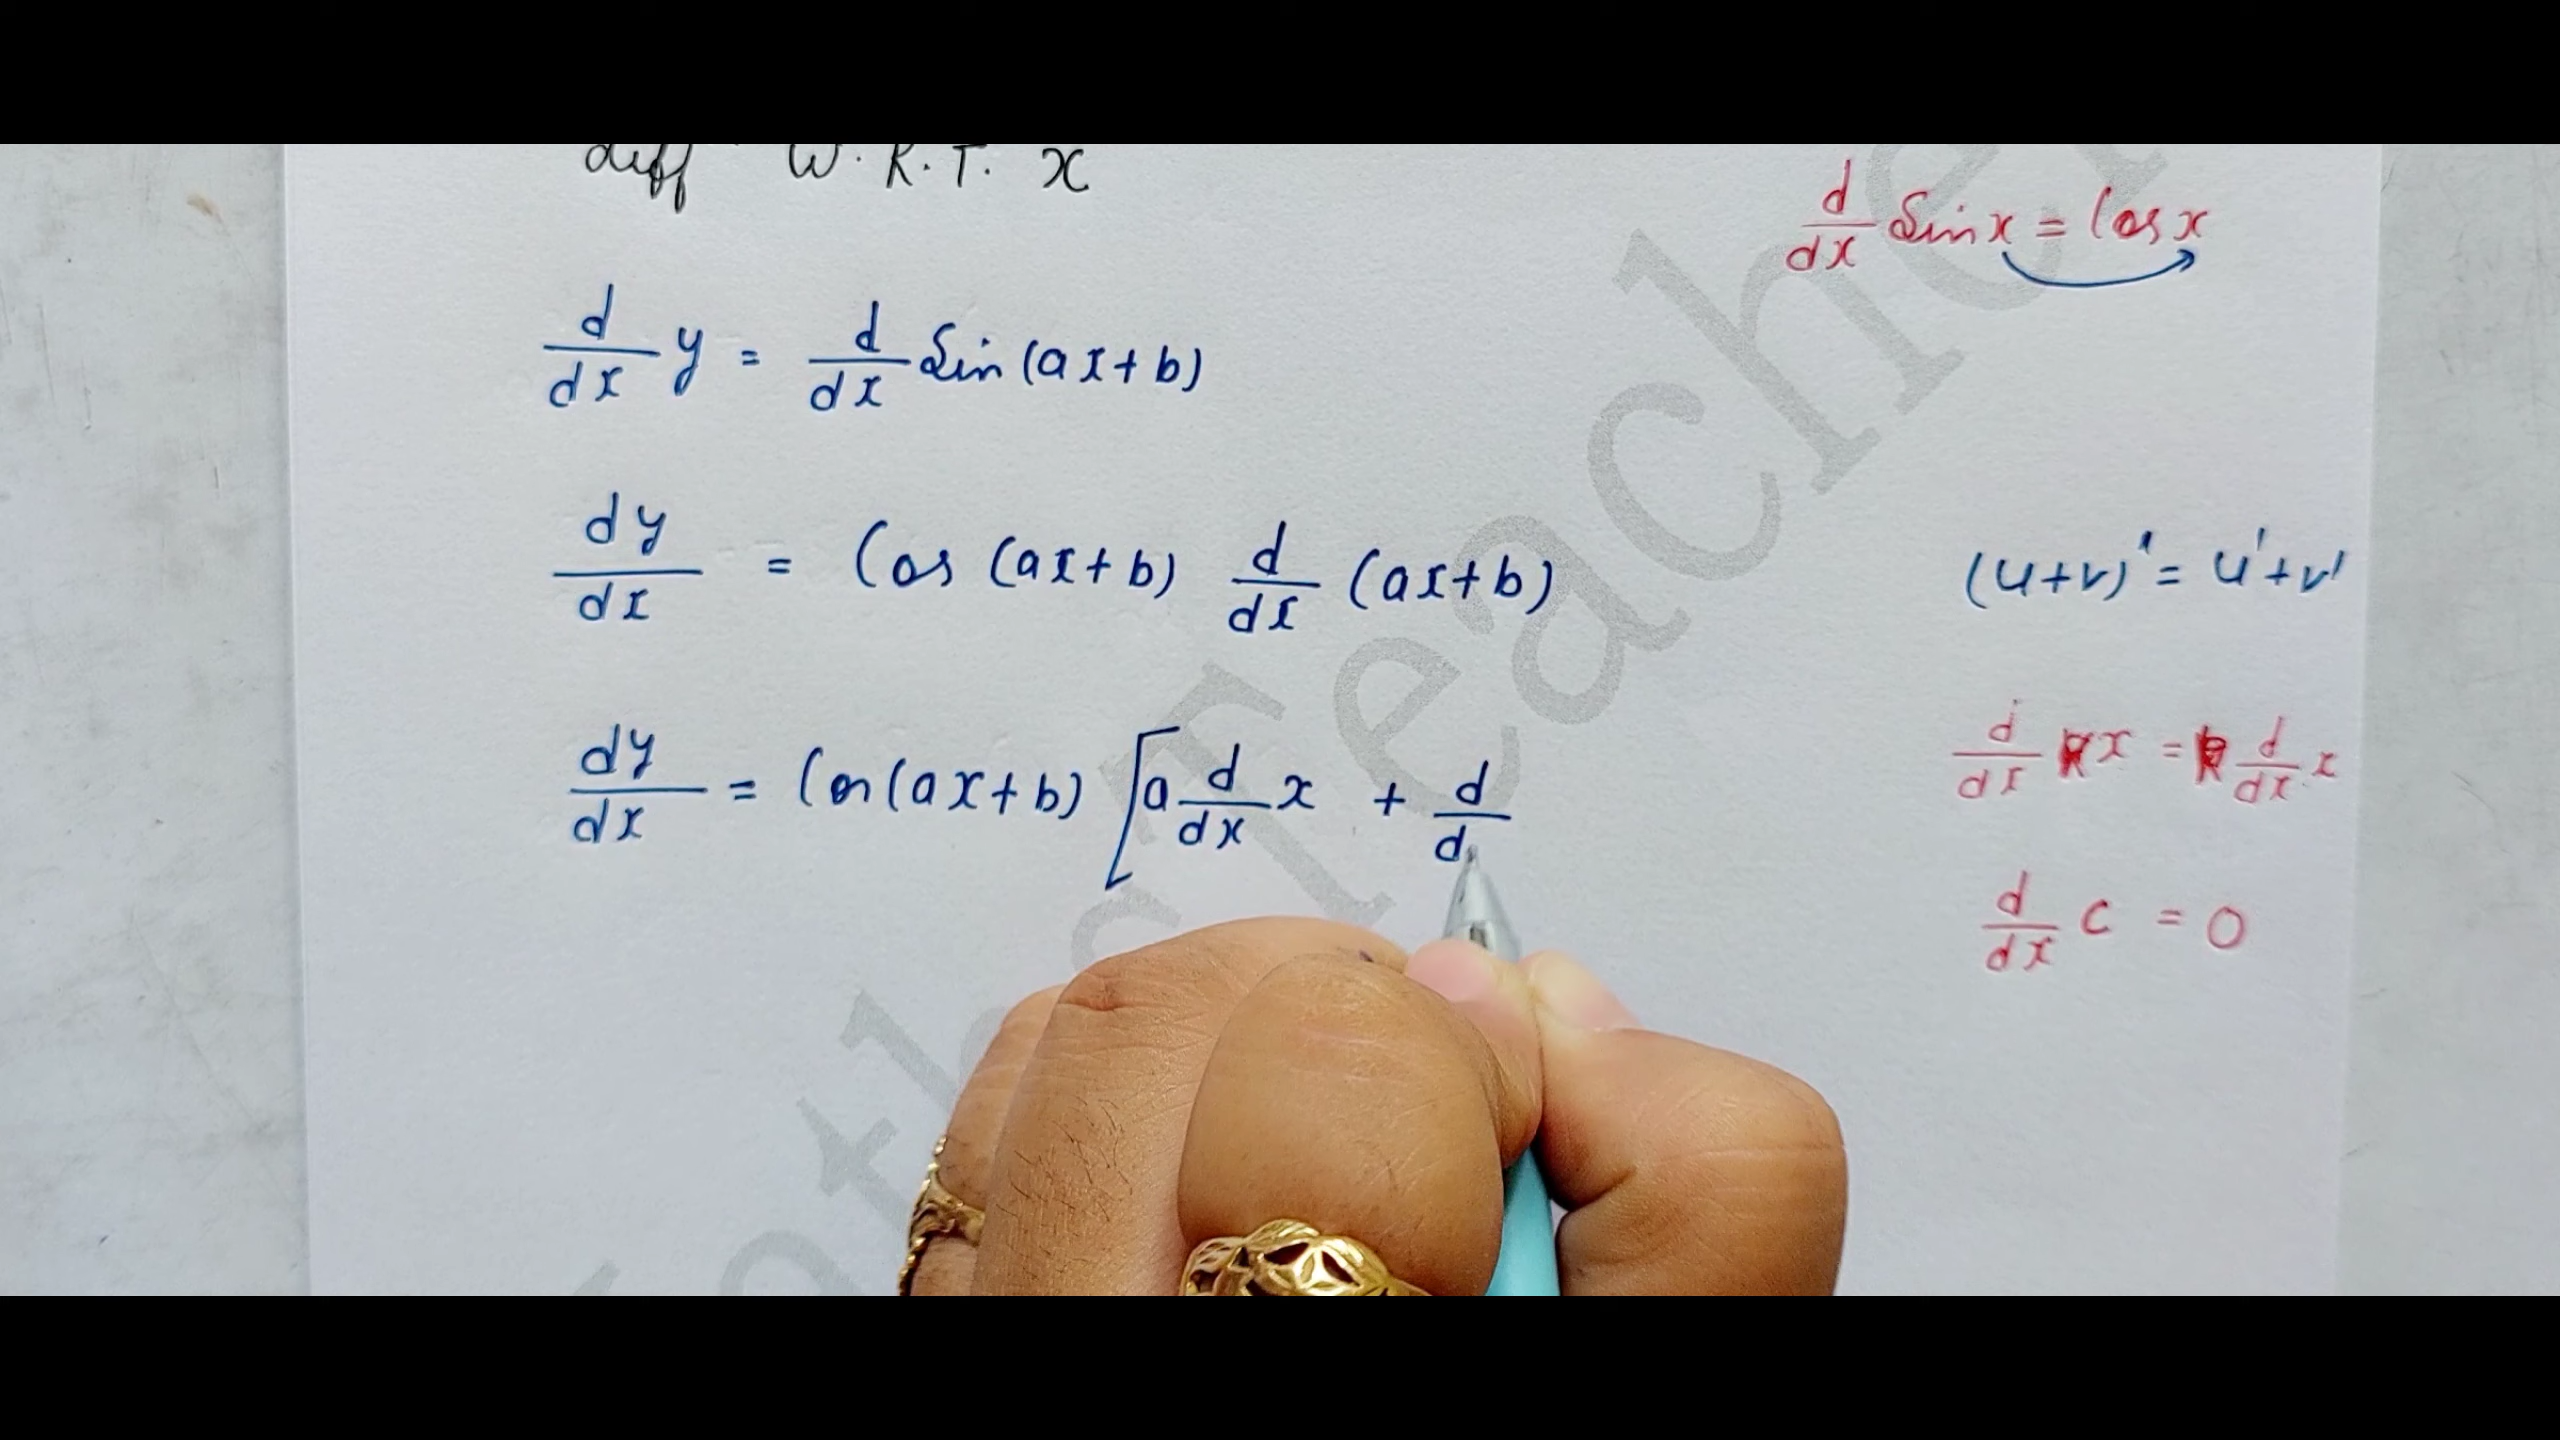 diff W.R.T. x
d/dx Sin x = Cos x
d/dx y = d/dx Sin (ax+b)
dy/dx = Cos (ax+b) d/dx (ax+b)
(u+v)' = u'+v'
dy/dx = Cos (ax+b) [a d/dx x + d/d
d/dx kx = k d/dx x
d/dx c = 0
Teacher